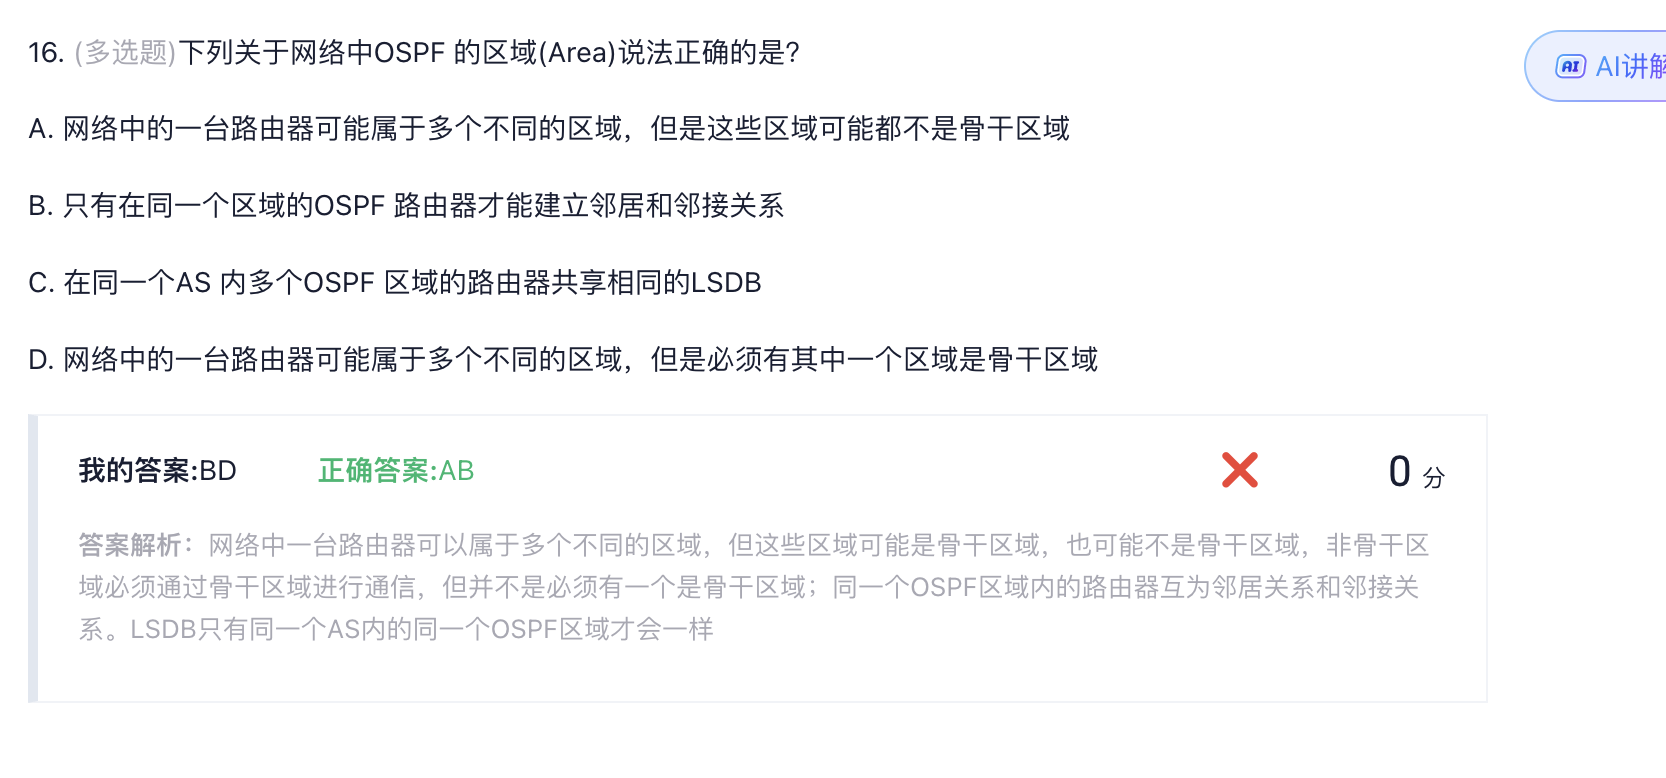 16. (多选题)下列关于网络中OSPF 的区域(Area)说法正确的是?
AI AI讲解
A. 网络中的一台路由器可能属于多个不同的区域，但是这些区域可能都不是骨干区域
B. 只有在同一个区域的OSPF 路由器才能建立邻居和邻接关系
C. 在同一个AS 内多个OSPF 区域的路由器共享相同的LSDB
D. 网络中的一台路由器可能属于多个不同的区域，但是必须有其中一个区域是骨干区域
我的答案:BD 正确答案:AB 0 分
答案解析：网络中一台路由器可以属于多个不同的区域，但这些区域可能是骨干区域，也可能不是骨干区域，非骨干区
域必须通过骨干区域进行通信，但并不是必须有一个是骨干区域；同一个OSPF区域内的路由器互为邻居关系和邻接关
系。LSDB只有同一个AS内的同一个OSPF区域才会一样